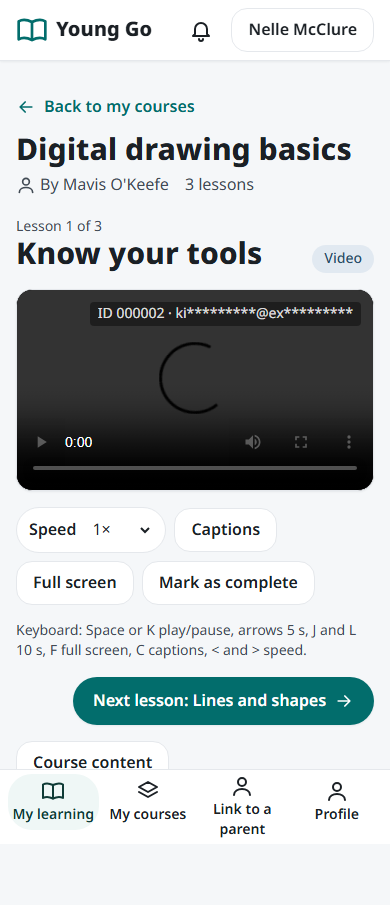 Young Go
Nelle McClure
Back to my courses
Digital drawing basics
By Mavis O'Keefe 3 lessons
Lesson 1 of 3
Know your tools
Video
ID 000002 · ki*********@ex*********
0:00
Speed 1×
Captions
Full screen
Mark as complete
Keyboard: Space or K play/pause, arrows 5 s, J and L
10 s, F full screen, C captions, < and > speed.
Next lesson: Lines and shapes
Course content
My learning
My courses
Link to a
parent
Profile